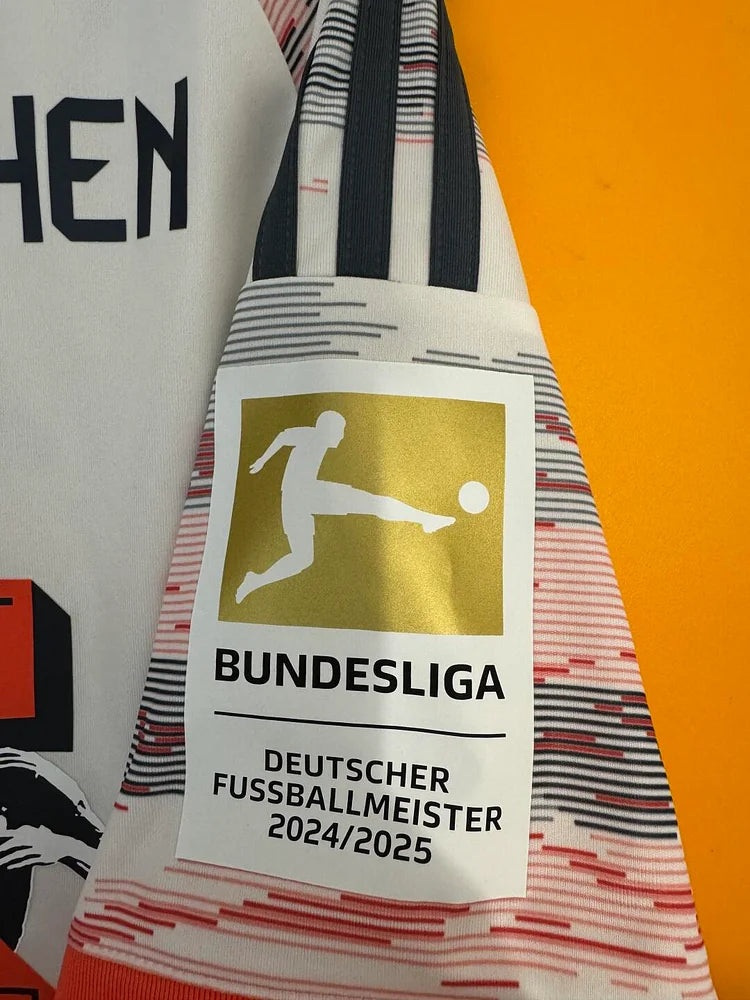 HEN
BUNDESLIGA
DEUTSCHER
FUSSBALLMEISTER
2024/2025